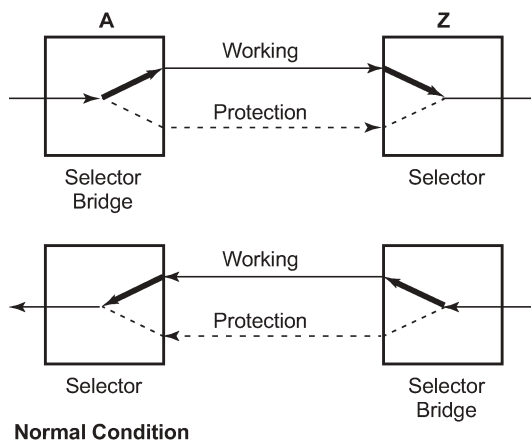 A
Z
Working
Protection
Selector
Bridge
Selector
Working
Protection
Selector
Selector
Bridge
Normal Condition